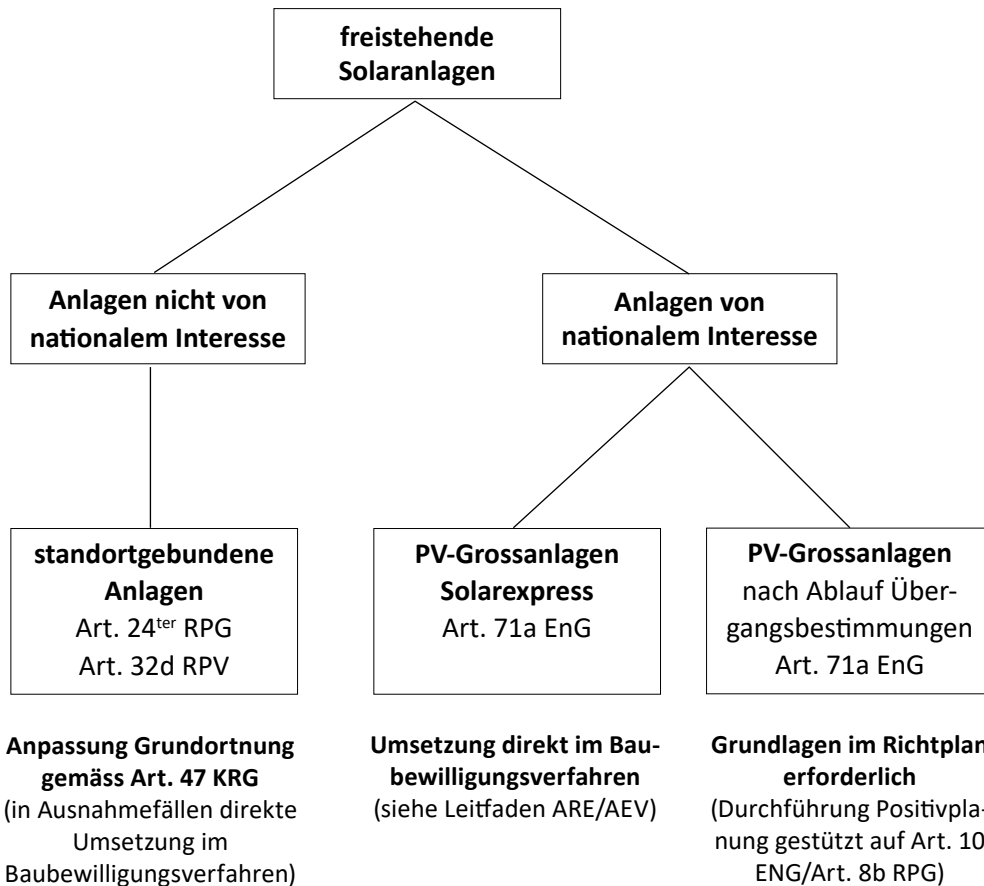 freistehende
Solaranlagen
Anlagen nicht von
nationalem Interesse
Anlagen von
nationalem Interesse
standortgebundene
Anlagen
Art. 24ter RPG
Art. 32d RPV
PV-Grossanlagen
Solarexpress
Art. 71a EnG
PV-Grossanlagen
nach Ablauf Über-
gangsbestimmungen
Art. 71a EnG
Anpassung Grundortnung
gemäss Art. 47 KRG
(in Ausnahmefällen direkte
Umsetzung im
Baubewilligungsverfahren)
Umsetzung direkt im Bau-
bewilligungsverfahren
(siehe Leitfaden ARE/AEV)
Grundlagen im Richtplan
erforderlich
(Durchführung Positivpla-
nung gestützt auf Art. 10
ENG/Art. 8b RPG)